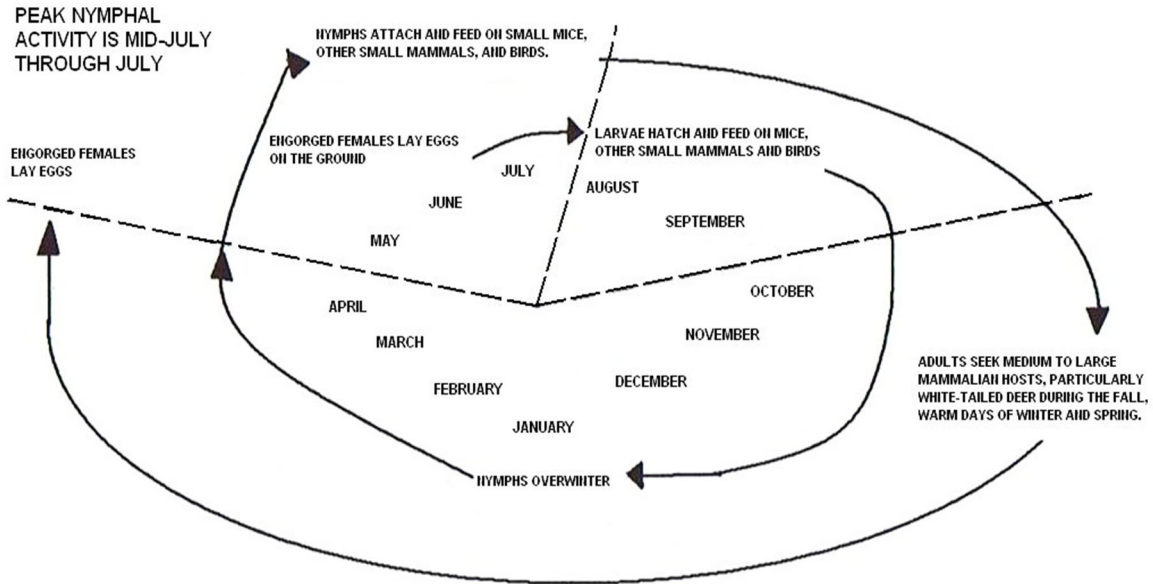 PEAK NYMPHAL
ACTIVITY IS MID-JULY
THROUGH JULY
NYMPHS ATTACH AND FEED ON SMALL MICE,
OTHER SMALL MAMMALS, AND BIRDS.
ENGORGED FEMALES
LAY EGGS
ENGORGED FEMALES LAY EGGS
ON THE GROUND
LARVAE HATCH AND FEED ON MICE,
OTHER SMALL MAMMALS AND BIRDS
JULY
AUGUST
JUNE
SEPTEMBER
MAY
OCTOBER
APRIL
NOVEMBER
MARCH
DECEMBER
FEBRUARY
JANUARY
ADULTS SEEK MEDIUM TO LARGE
MAMMALIAN HOSTS, PARTICULARLY
WHITE-TAILED DEER DURING THE FALL,
WARM DAYS OF WINTER AND SPRING.
NYMPHS OVERWINTER